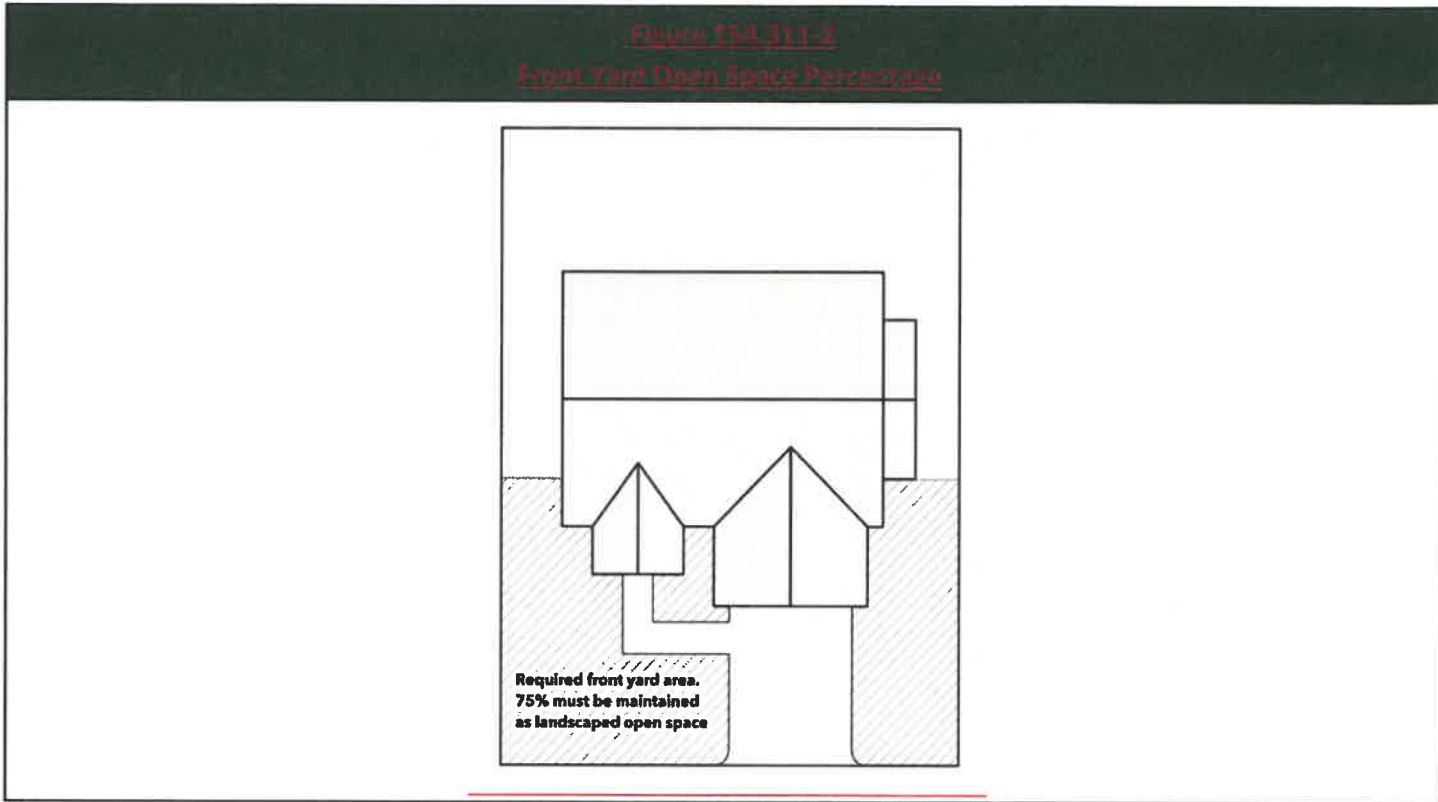 Figure 150.311-2
Front Yard Open Space Percentage
Required front yard area.
75% must be maintained
as landscaped open space